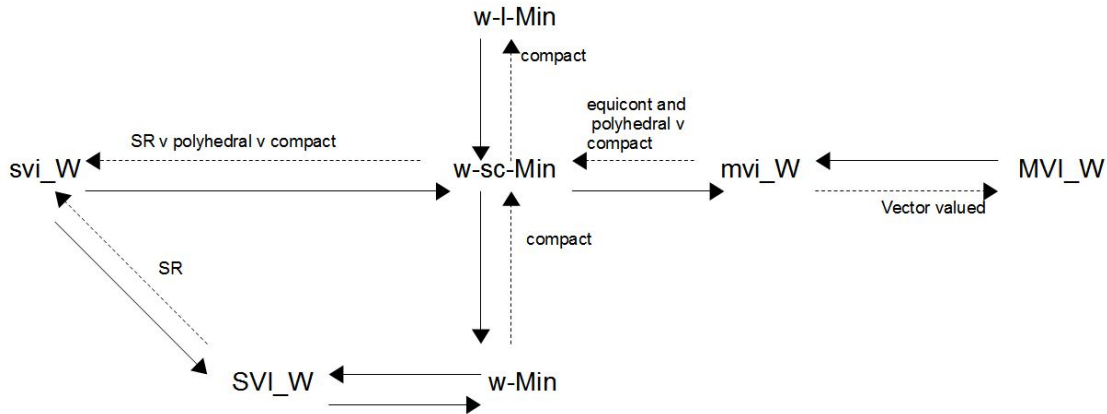 w-l-Min
compact
equicont and
polyhedral v
compact
SR v polyhedral v compact
svi_W
w-sc-Min
mvi_W
MVI_W
Vector valued
compact
SR
SVI_W
w-Min